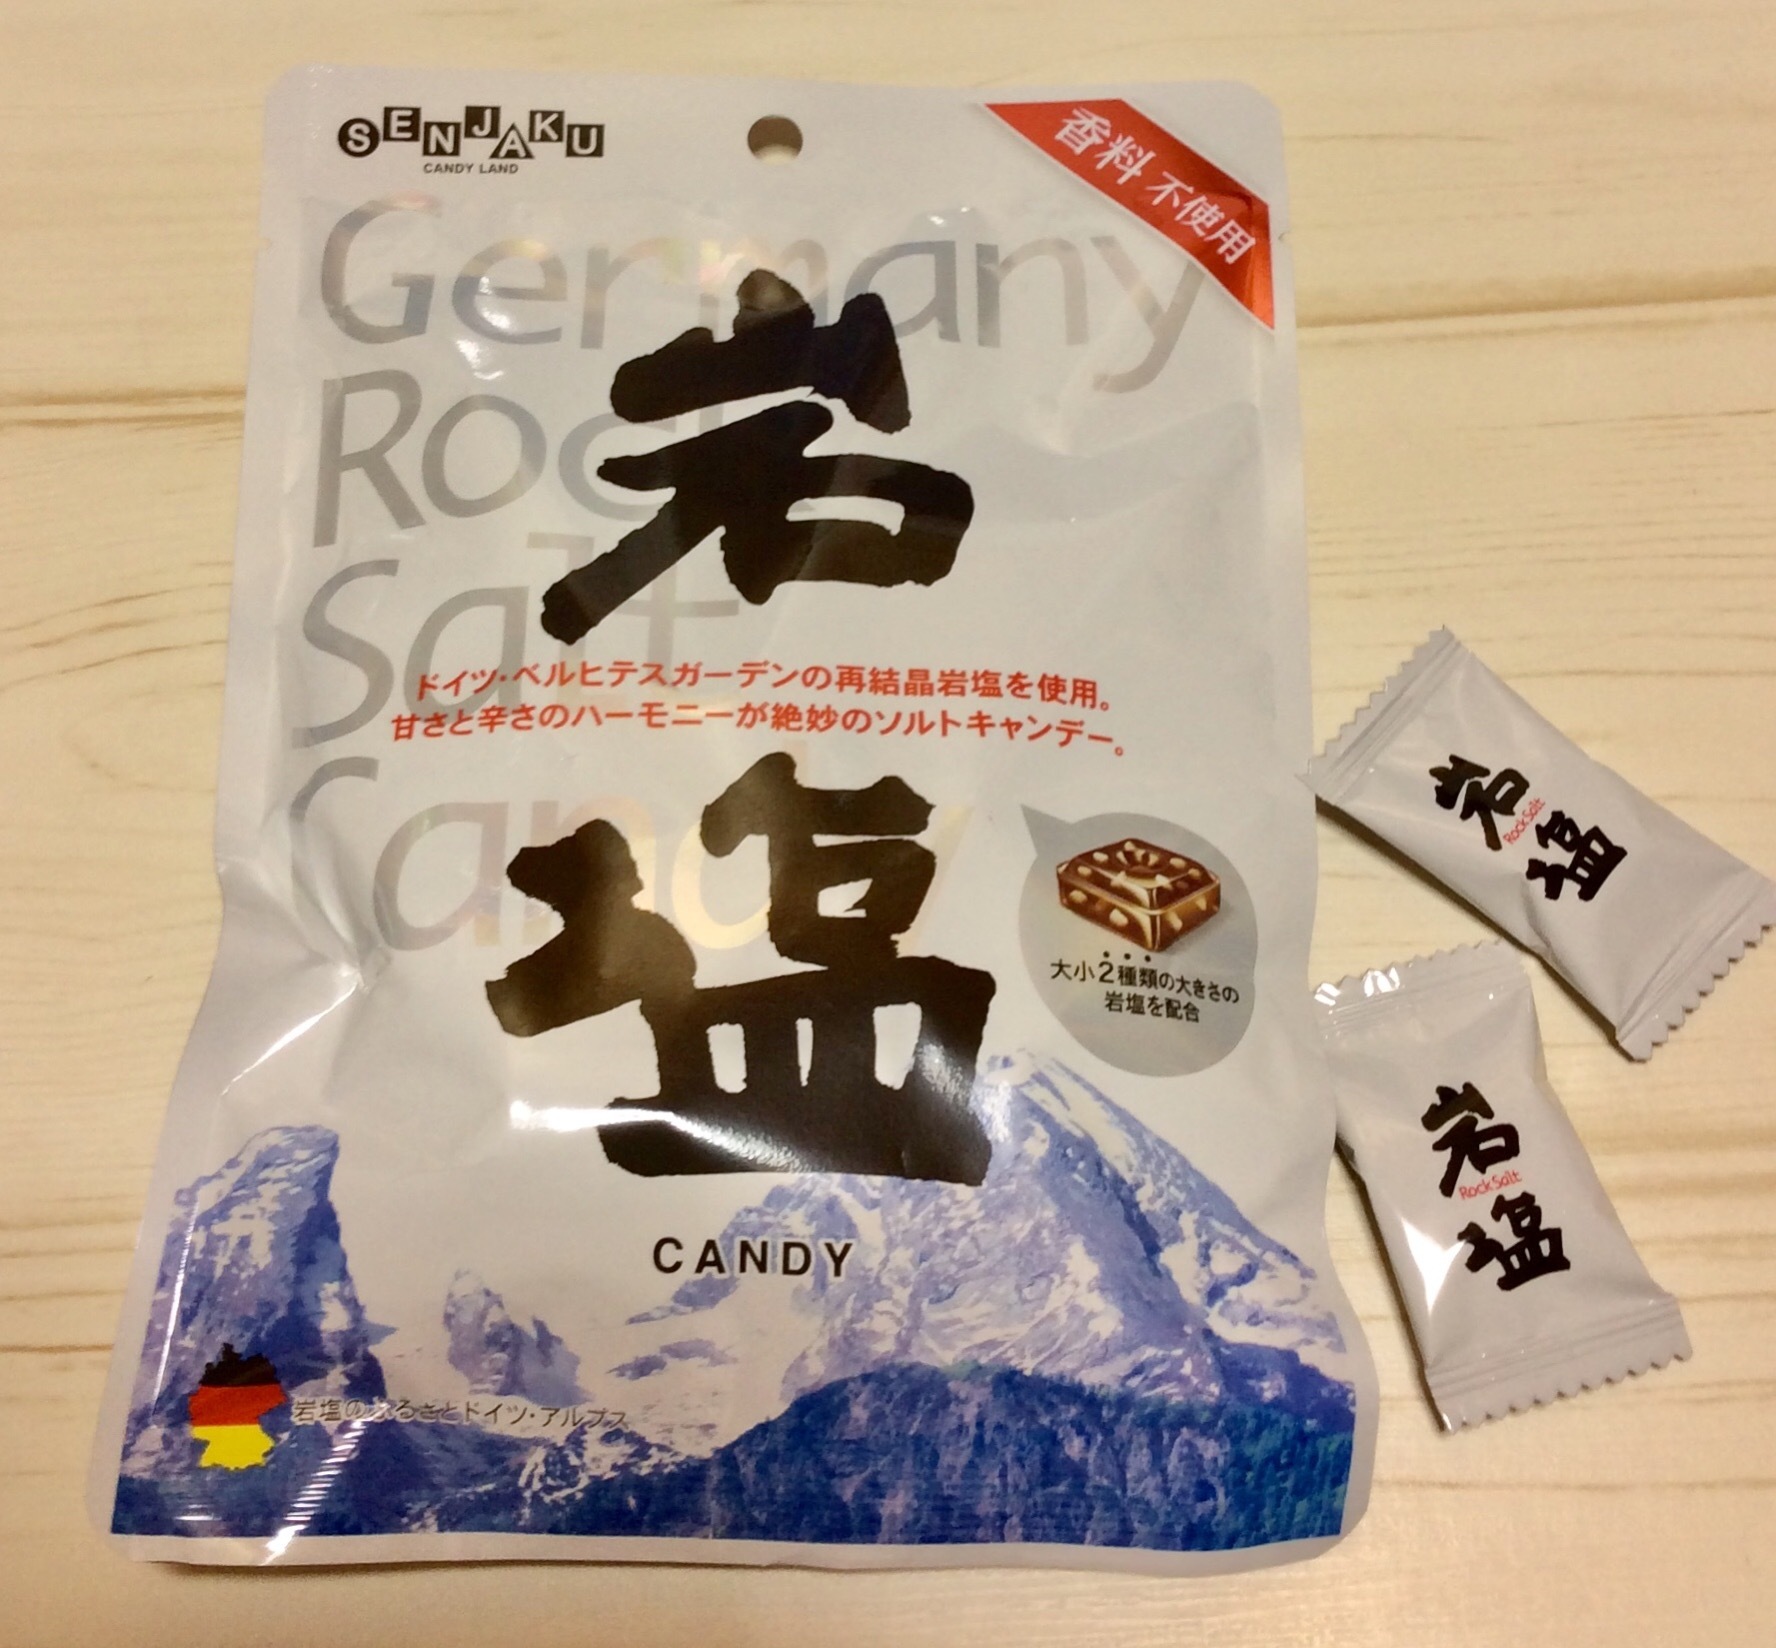 SENJAKU
CANDY LAND
香料 不使用
Germany
Rock
Salt
Candy
岩塩
ドイツ・ベルヒテスガーデンの再結晶岩塩を使用。
甘さと辛さのハーモニーが絶妙のソルトキャンデー。
大小2種類の大きさの
岩塩を配合
CANDY
岩塩のふるさとドイツ・アルプス
岩塩
RockSalt
岩塩
RockSalt